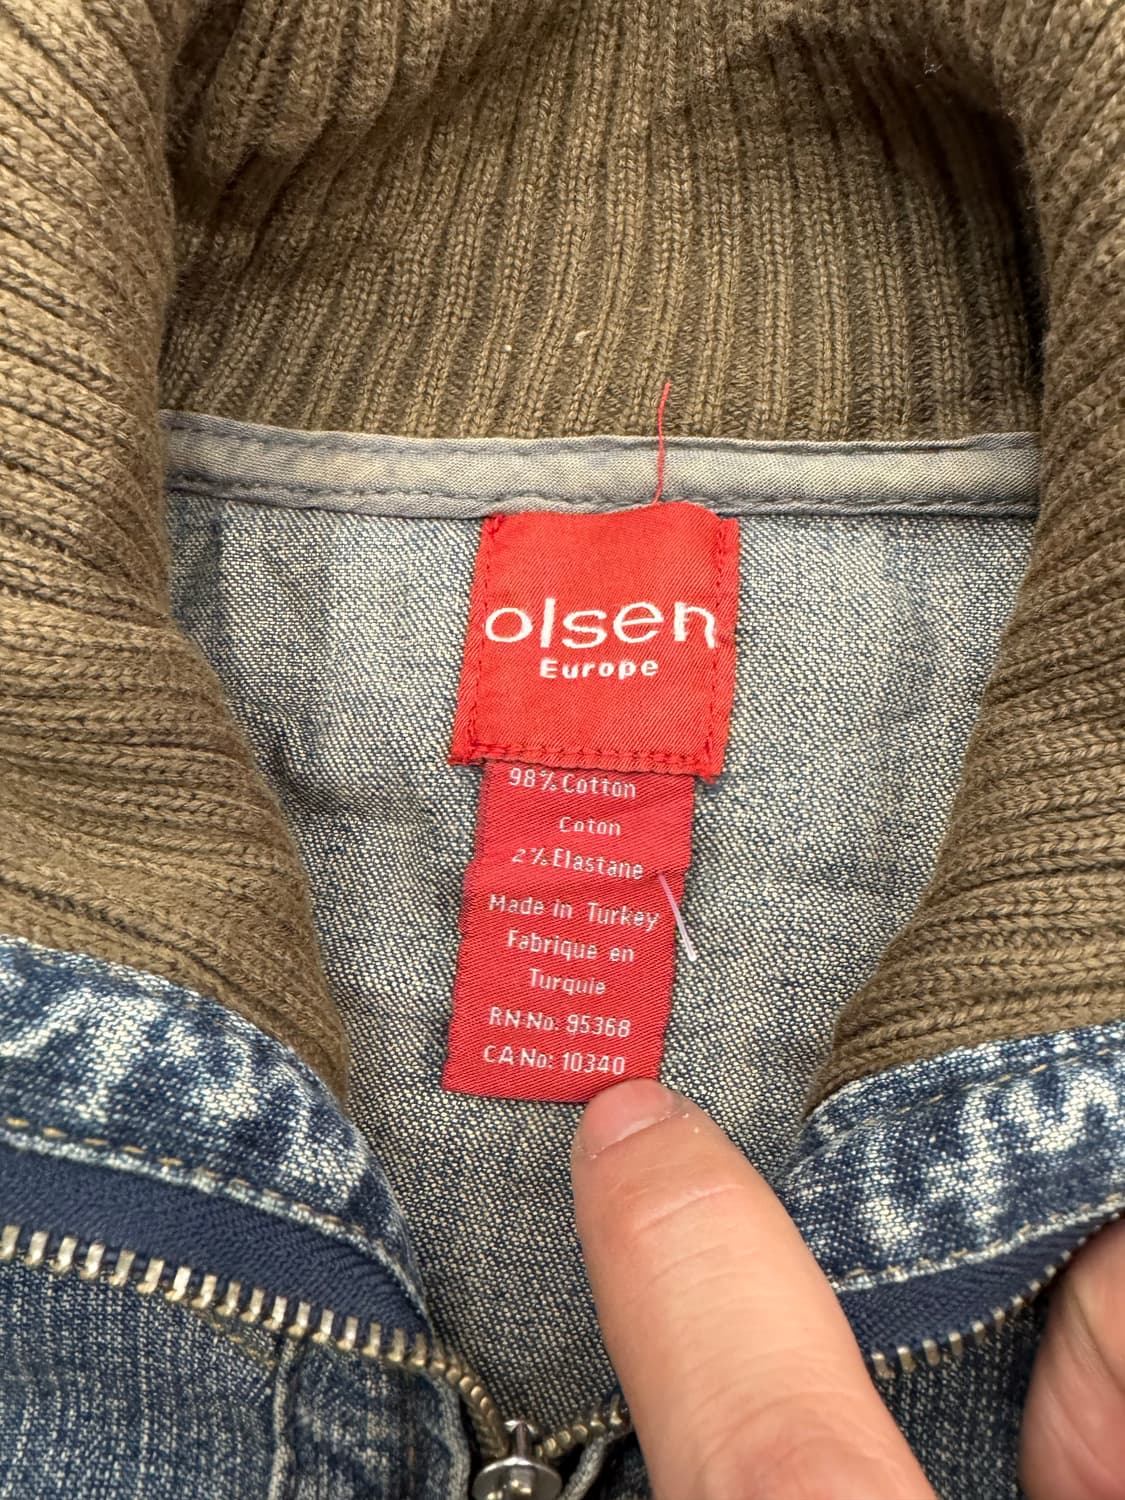 olsen
Europe
98% Cotton
Coton
2% Elastane
Made in Turkey
Fabrique en
Turquie
RN No: 95368
CA No: 10340